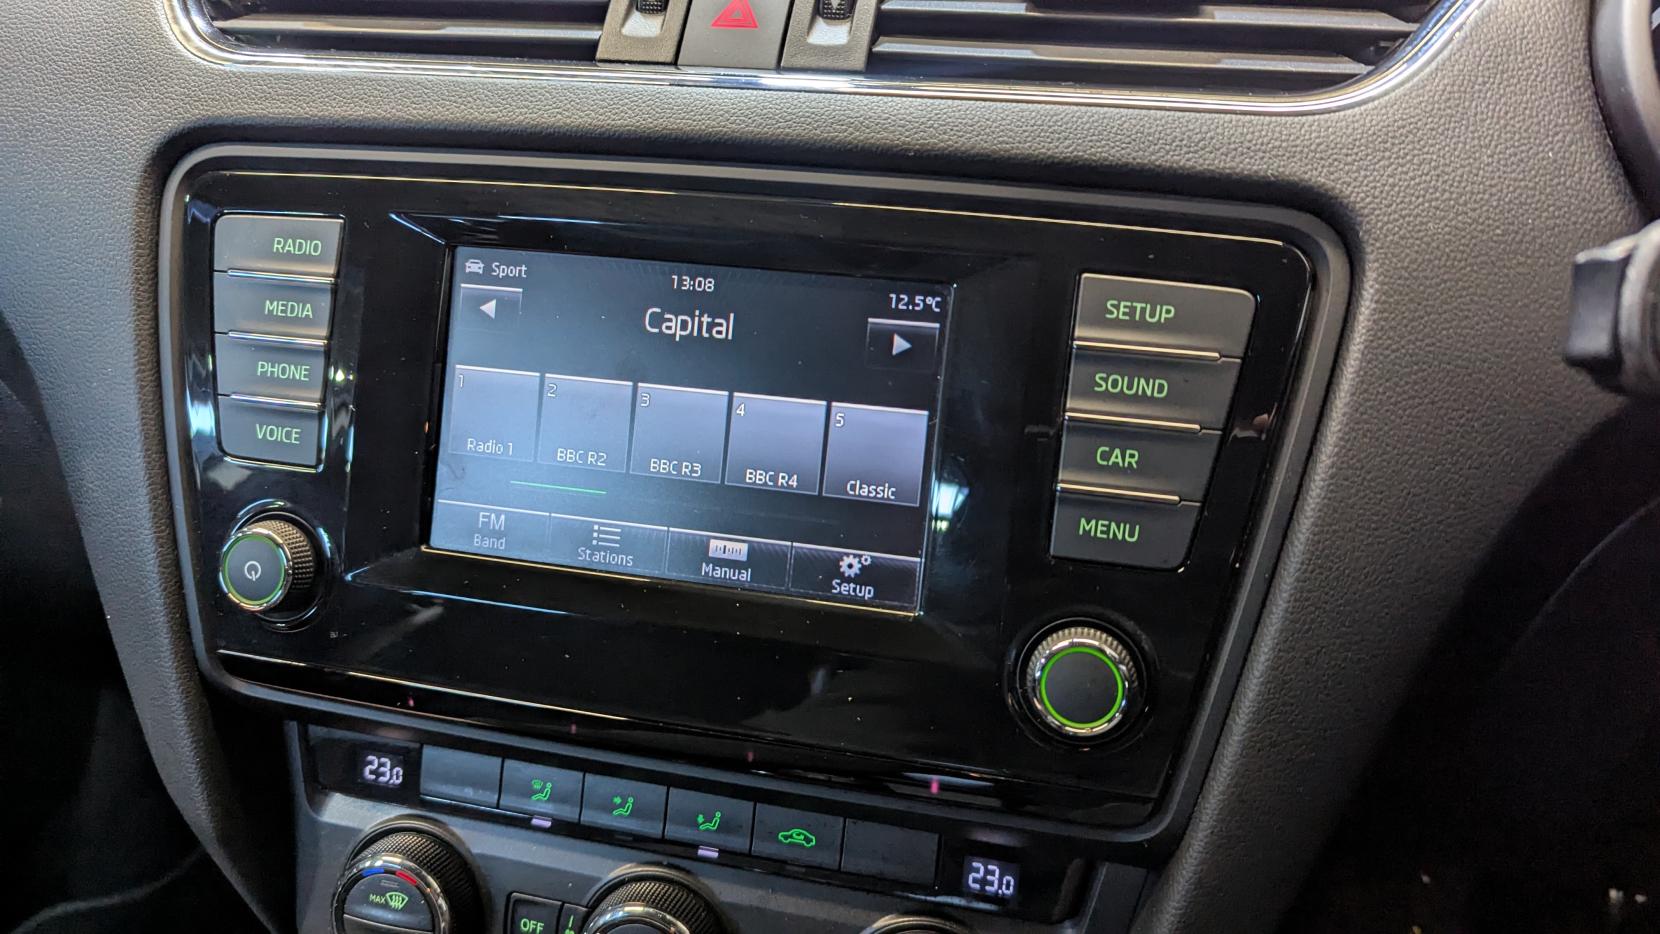 RADIO
MEDIA
PHONE
VOICE
Sport
13:08
12.5°C
Capital
1
Radio 1
2
BBC R2
3
BBC R3
4
BBC R4
5
Classic
FM
Band
Stations
Manual
Setup
SETUP
SOUND
CAR
MENU
23.0
23.0
MAX
OFF